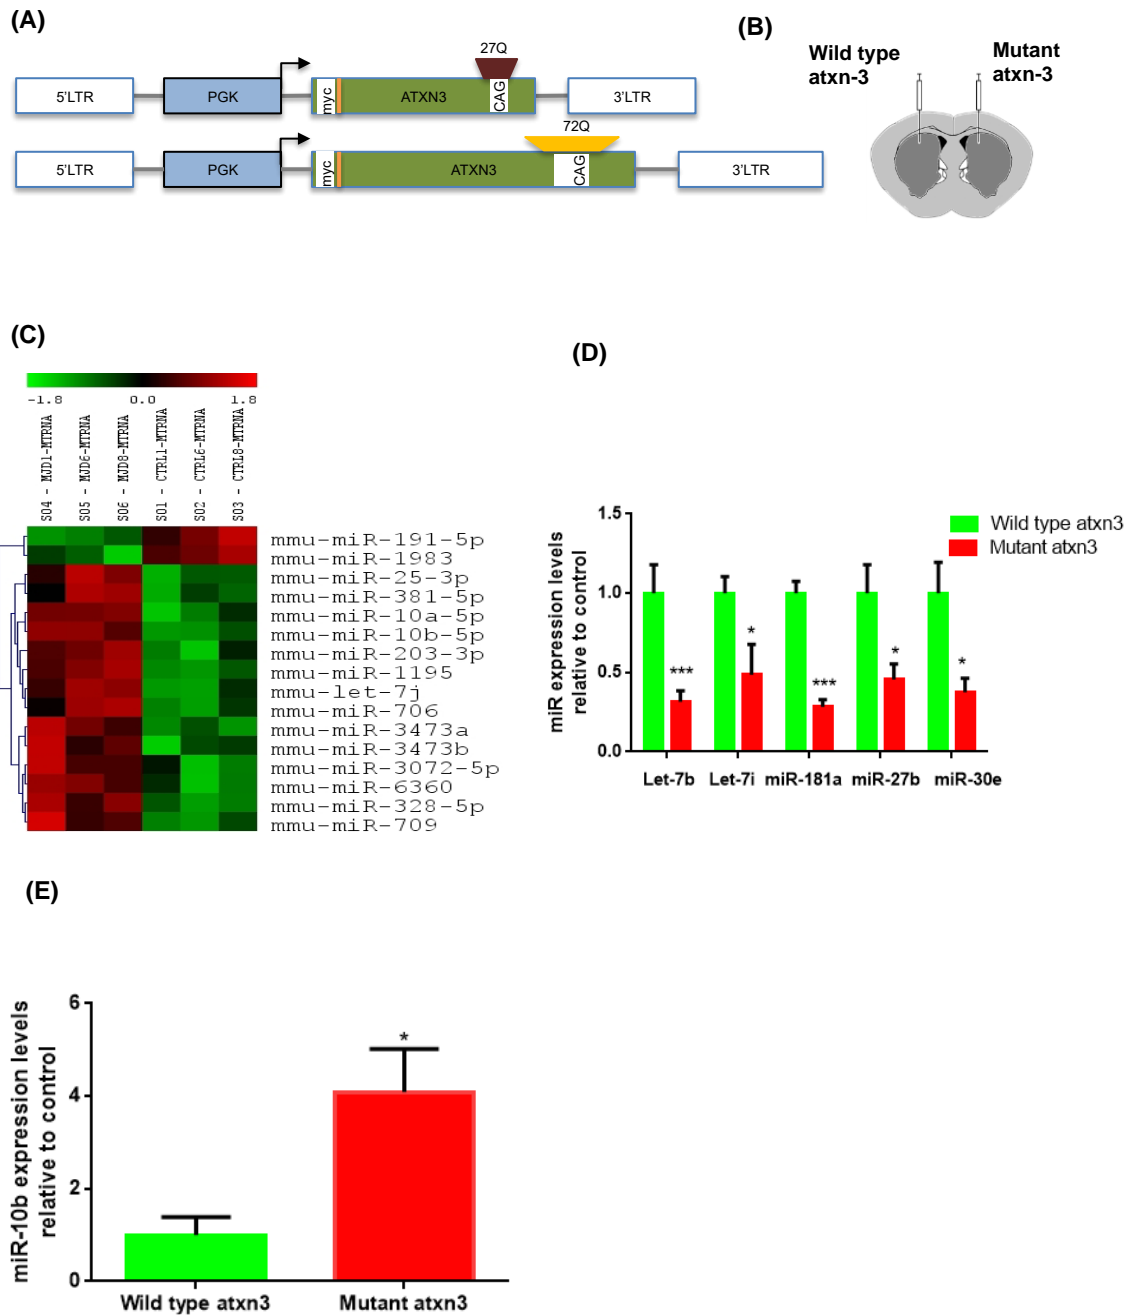 (A)
27Q
5'LTR PGK myc ATXN3 CAG 3'LTR
72Q
5'LTR PGK myc ATXN3 CAG 3'LTR
(B)
Wild type
atxn-3
Mutant
atxn-3
(C)
-1.8 0.0 1.8
S04 - MJD1-MTRNA
S05 - MJD6-MTRNA
S06 - MJD8-MTRNA
S01 - CTRL1-MTRNA
S02 - CTRL6-MTRNA
S03 - CTRL8-MTRNA
mmu-miR-191-5p
mmu-miR-1983
mmu-miR-25-3p
mmu-miR-381-5p
mmu-miR-10a-5p
mmu-miR-10b-5p
mmu-miR-203-3p
mmu-miR-1195
mmu-let-7j
mmu-miR-706
mmu-miR-3473a
mmu-miR-3473b
mmu-miR-3072-5p
mmu-miR-6360
mmu-miR-328-5p
mmu-miR-709
(D)
miR expression levels
relative to control
1.5
1.0
0.5
0.0
Wild type atxn3
Mutant atxn3
***
*
***
*
*
Let-7b Let-7i miR-181a miR-27b miR-30e
(E)
miR-10b expression levels
relative to control
6
4
2
0
*
Wild type atxn3 Mutant atxn3